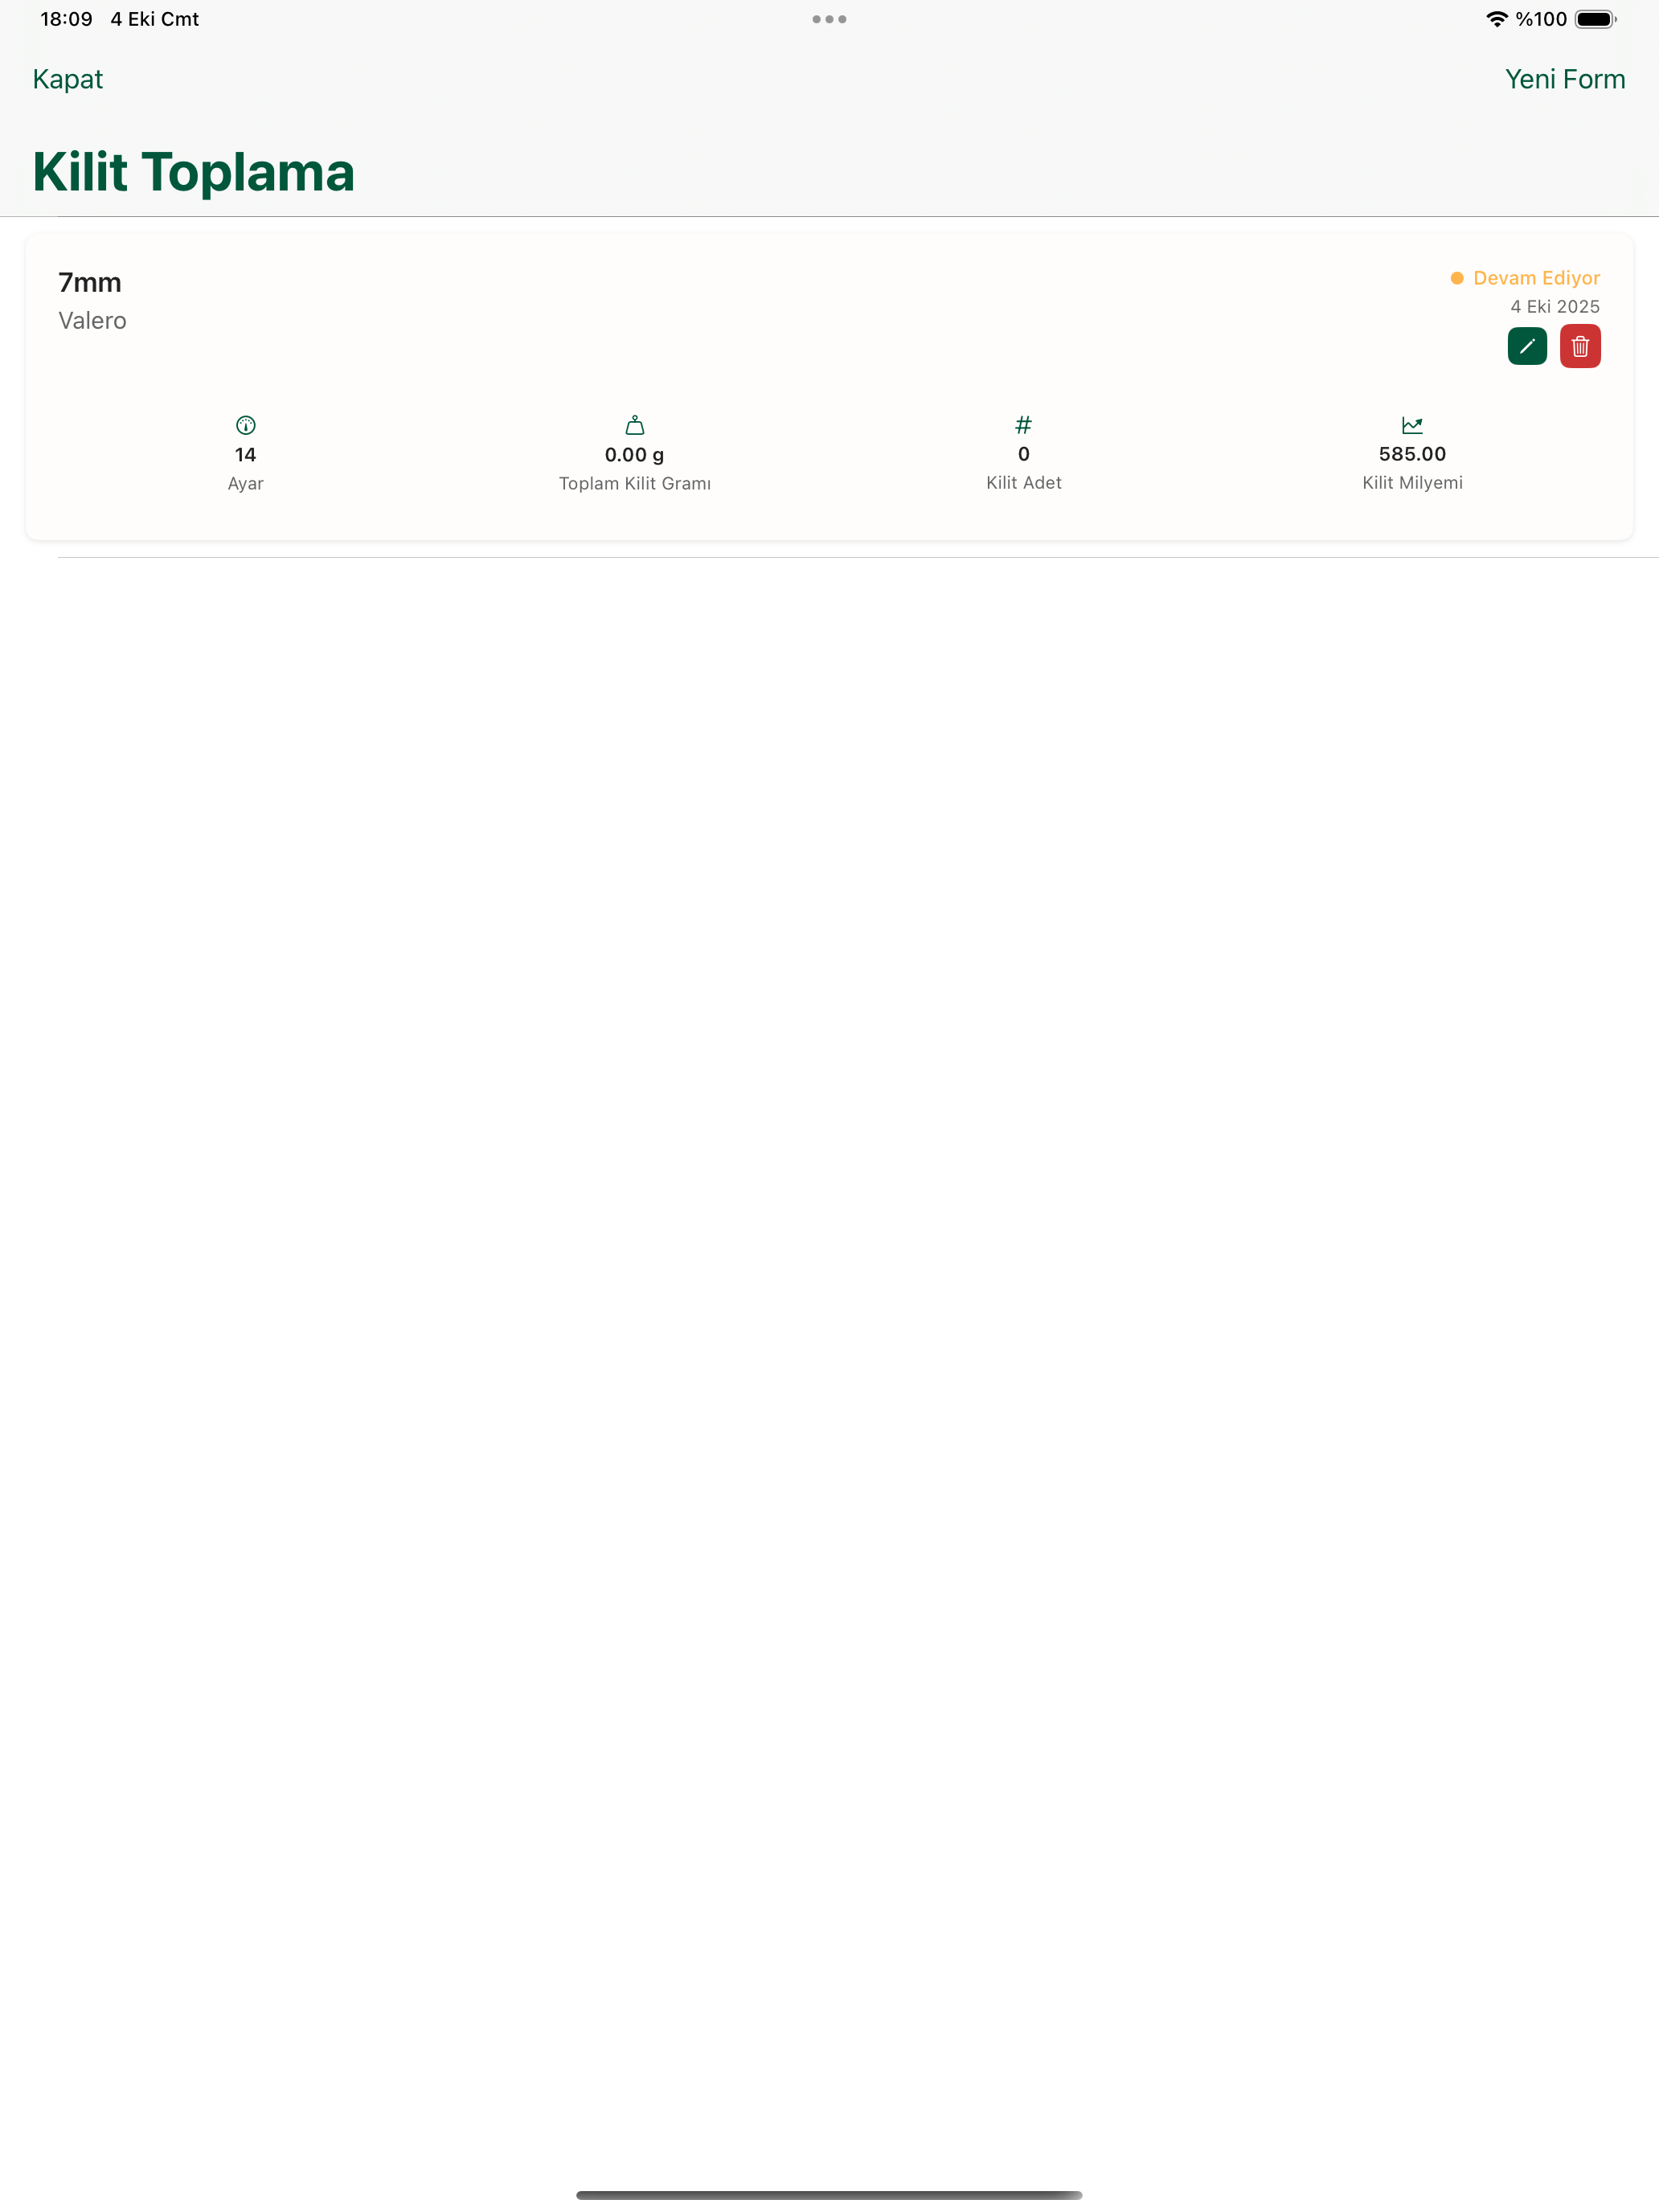 18:09 4 Eki Cmt %100
Kapat Yeni Form
Kilit Toplama
7mm
Valero
Devam Ediyor
4 Eki 2025
14 0.00 g # 0 585.00
Ayar Toplam Kilit Gramı Kilit Adet Kilit Milyemi